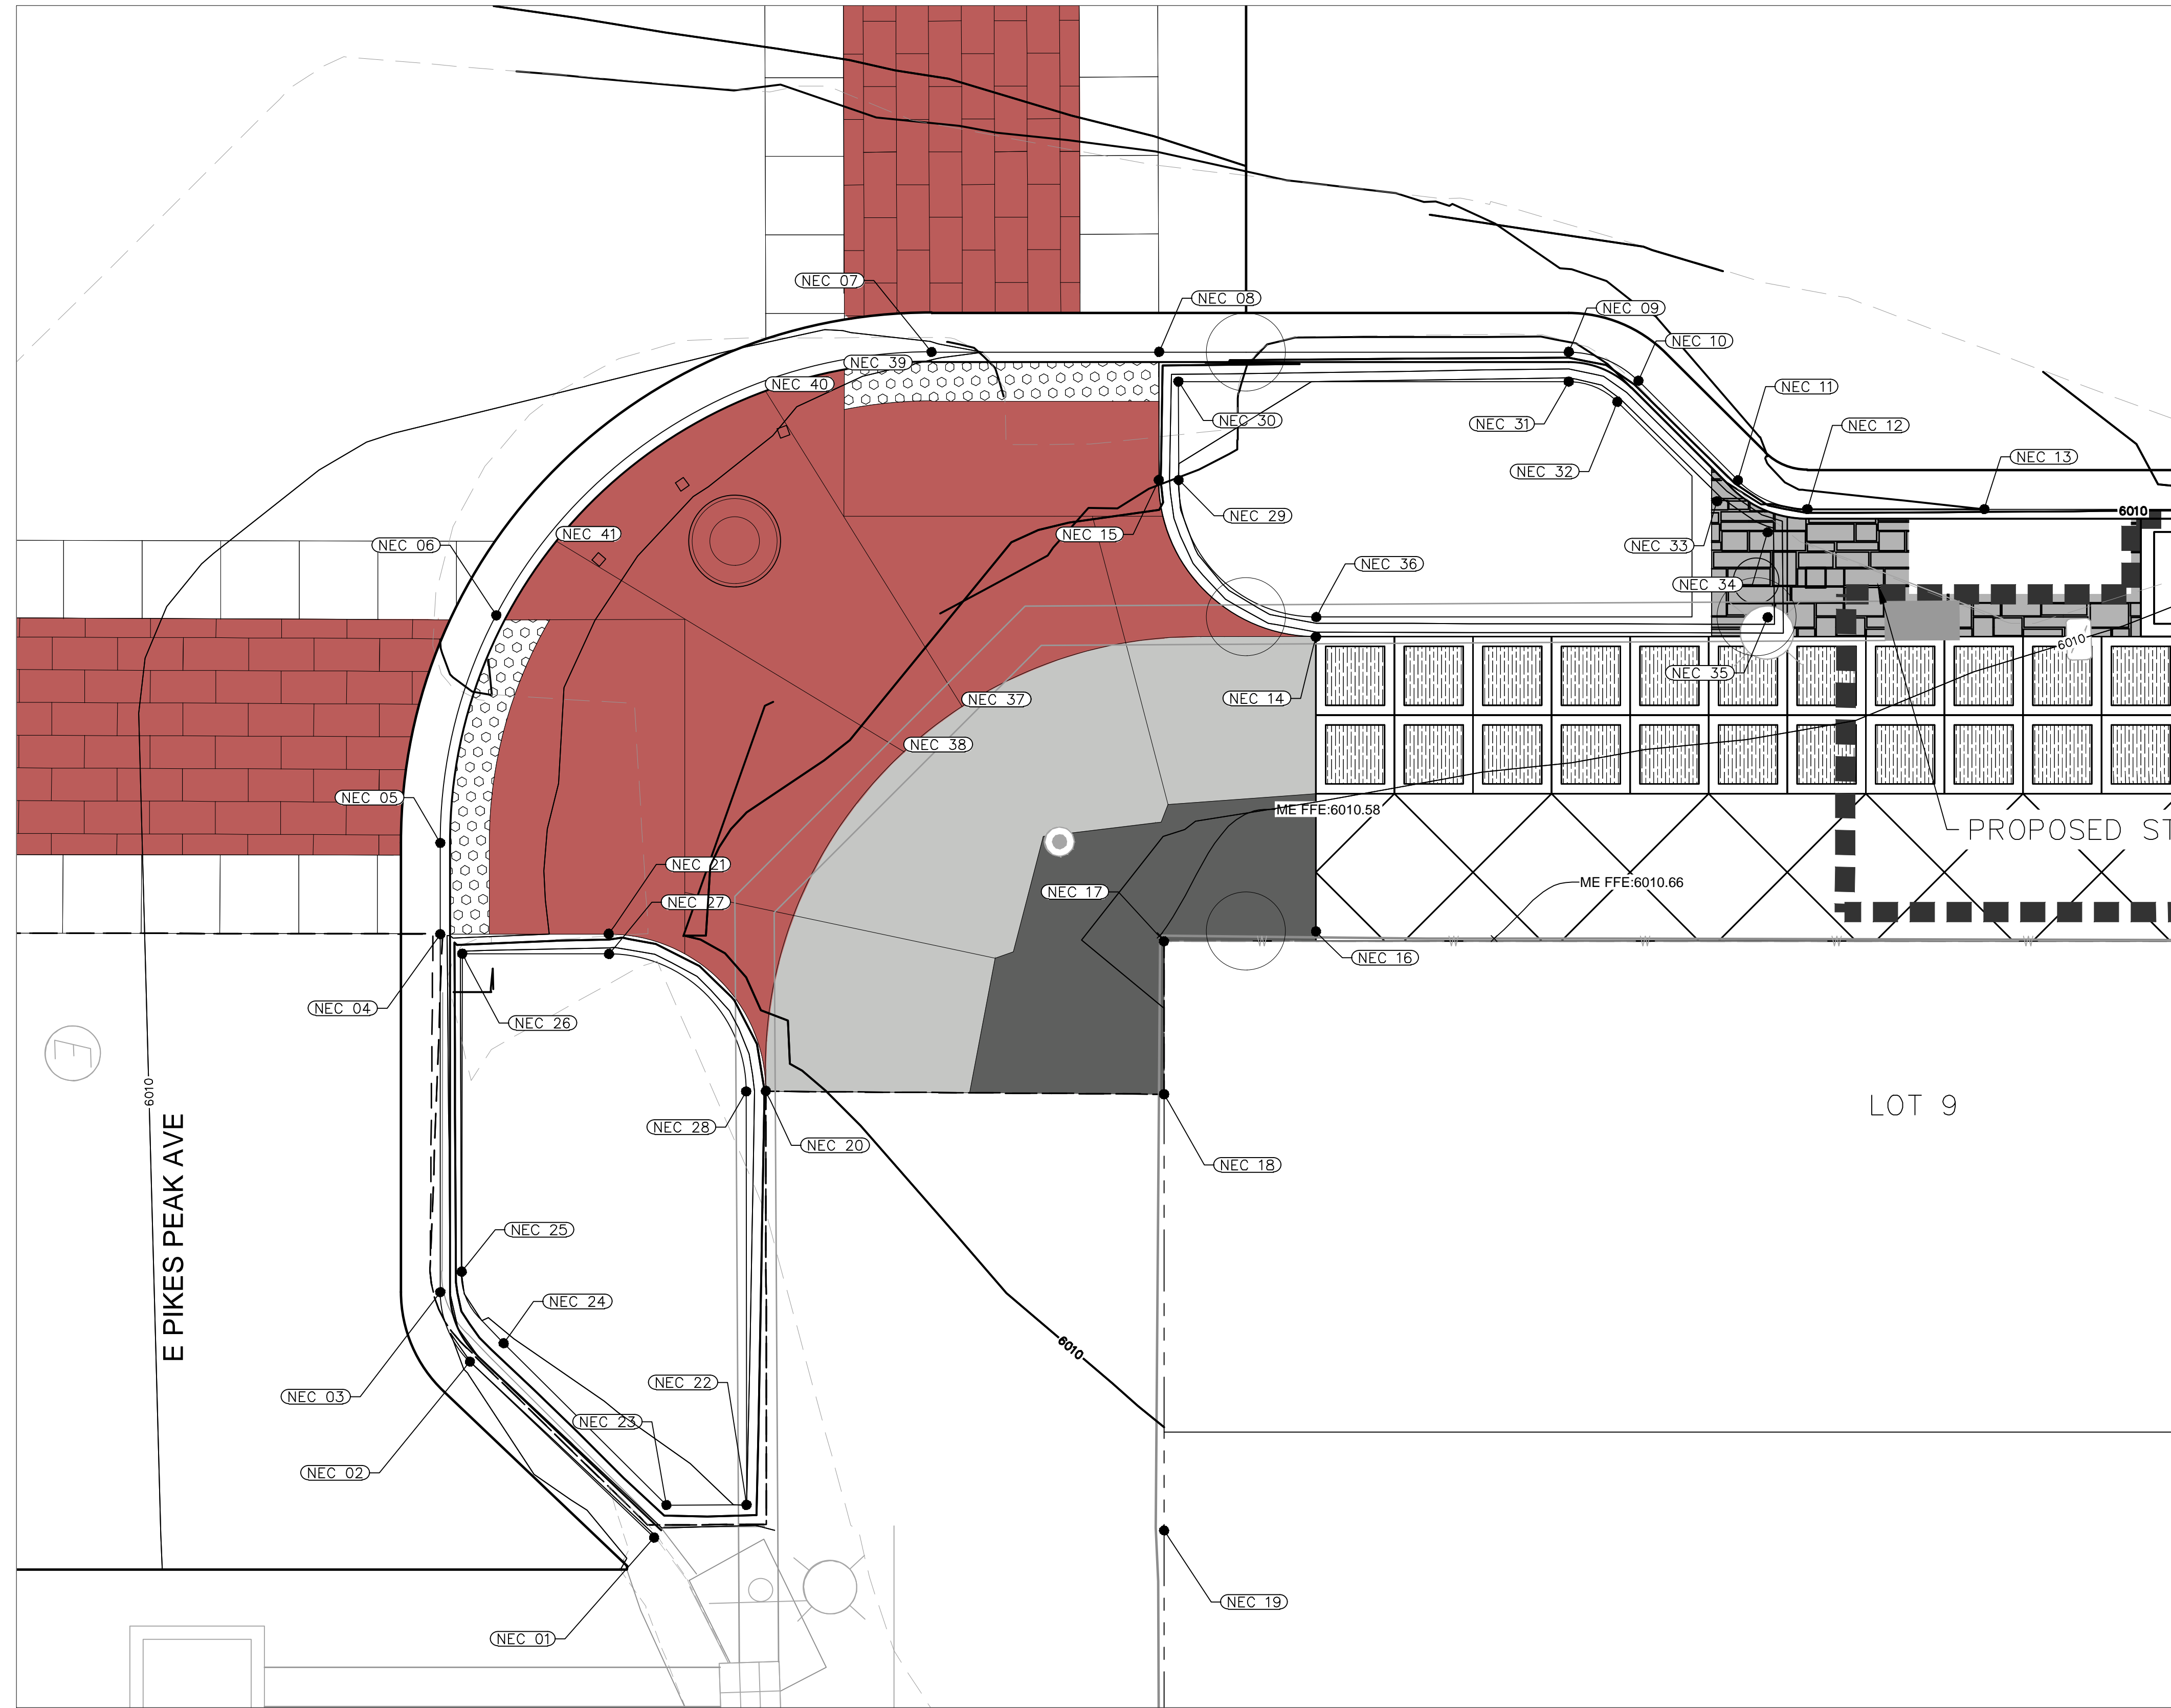 NEC 07
NEC 08
NEC 09
NEC 10
NEC 39
NEC 40
NEC 11
NEC 30
NEC 31
NEC 12
NEC 13
NEC 32
6010
NEC 29
NEC 41
NEC 15
NEC 06
NEC 33
NEC 36
NEC 34
6010
NEC 35
NEC 37
NEC 14
NEC 38
NEC 05
ME FFE:6010.58
PROPOSED ST
NEC 21
ME FFE:6010.66
NEC 17
NEC 27
NEC 16
NEC 04
NEC 26
E
6010
LOT 9
NEC 28
NEC 20
NEC 18
E PIKES PEAK AVE
NEC 25
NEC 24
6010
NEC 22
NEC 03
NEC 23
NEC 02
NEC 19
NEC 01